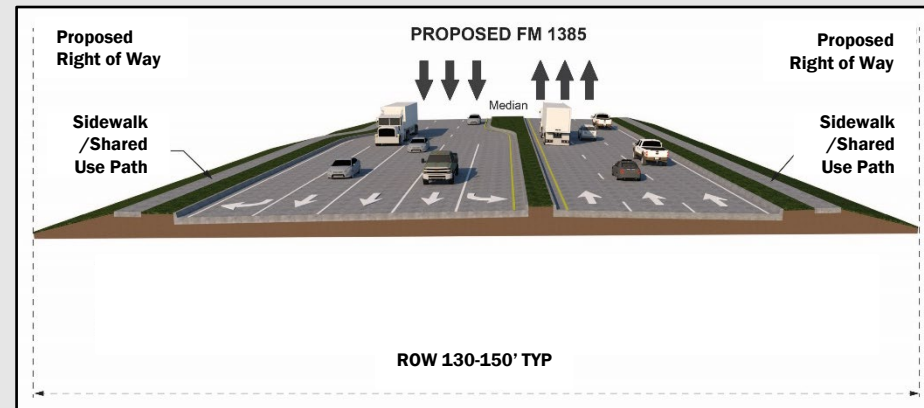 PROPOSED FM 1385
Proposed
Right of Way
Proposed
Right of Way
Median
Sidewalk
/Shared
Use Path
Sidewalk
/Shared
Use Path
ROW 130-150' TYP